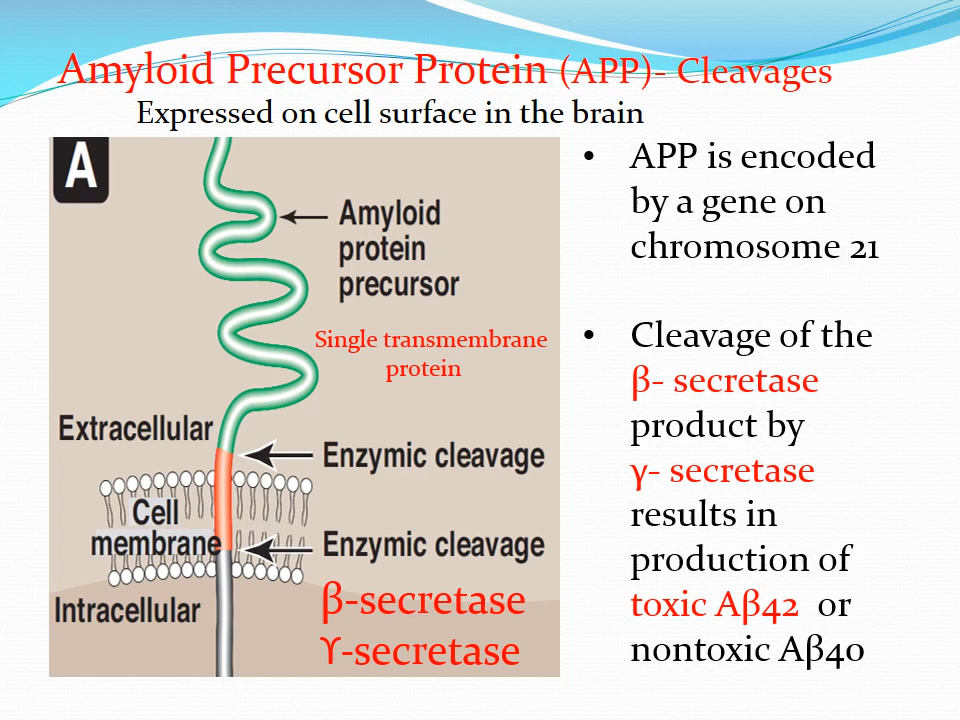 Amyloid Precursor Protein (APP)- Cleavages
Expressed on cell surface in the brain
A
Amyloid
protein
precursor
Single transmembrane
protein
Extracellular
Enzymic cleavage
Cell
membrane
Enzymic cleavage
Intracellular
β-secretase
ϒ-secretase
• APP is encoded
by a gene on
chromosome 21
• Cleavage of the
β- secretase
product by
γ- secretase
results in
production of
toxic Aβ42 or
nontoxic Aβ40